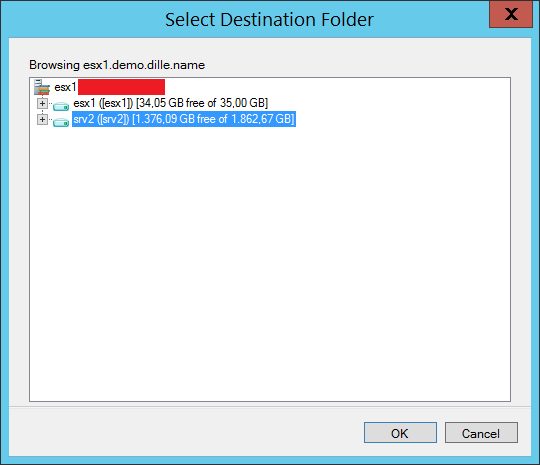 Select Destination Folder
X
Browsing esx1.demo.dille.name
esx1
esx1 ([esx1]) [34,05 GB free of 35,00 GB]
srv2 ([srv2]) [1.376,09 GB free of 1.862,67 GB]
OK Cancel